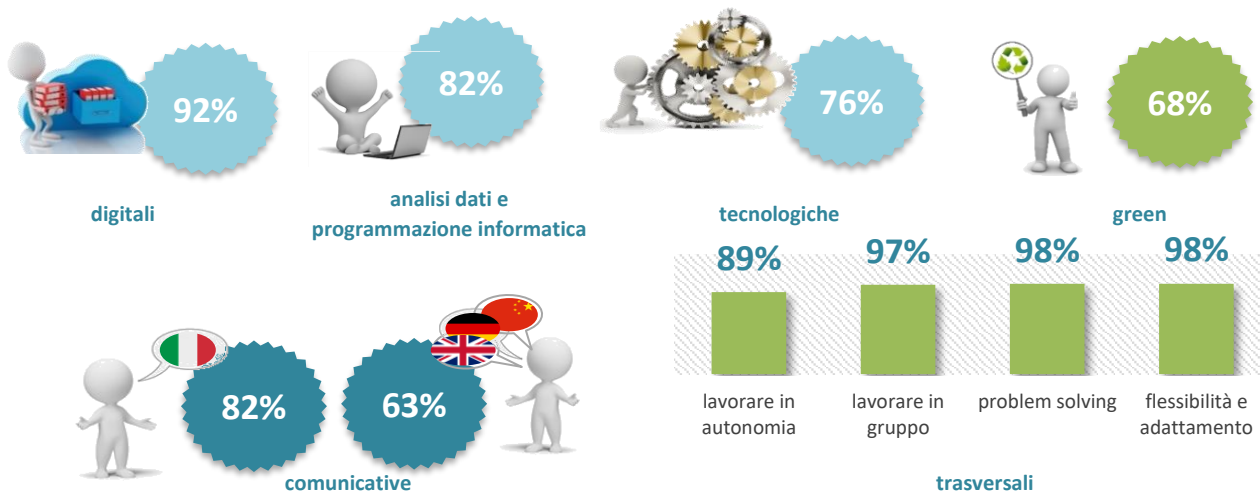 92%
82%
76%
68%
digitali
analisi dati e
programmazione informatica
tecnologiche
green
82%
63%
comunicative
89%
97%
98%
98%
lavorare in
autonomia
lavorare in
gruppo
problem solving
flessibilità e
adattamento
trasversali